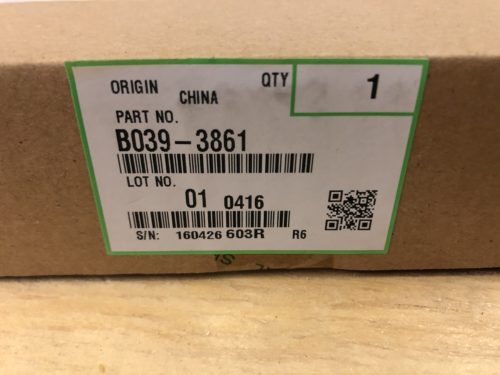 ORIGIN CHINA QTY 1
PART NO.
B039-3861
LOT NO.
01 0416
S/N: 160426 603R R6